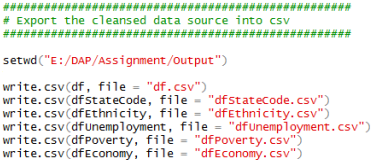 ##################################################
# Export the cleansed data source into csv
##################################################
setwd("E:/DAP/Assignment/Output")
write.csv(df, file = "df.csv")
write.csv(dfStateCode, file = "dfStateCode.csv")
write.csv(dfEthnicity, file = "dfEthnicity.csv")
write.csv(dfUnemployment, file = "dfUnemployment.csv")
write.csv(dfPoverty, file = "dfPoverty.csv")
write.csv(dfEconomy, file = "dfEconomy.csv")